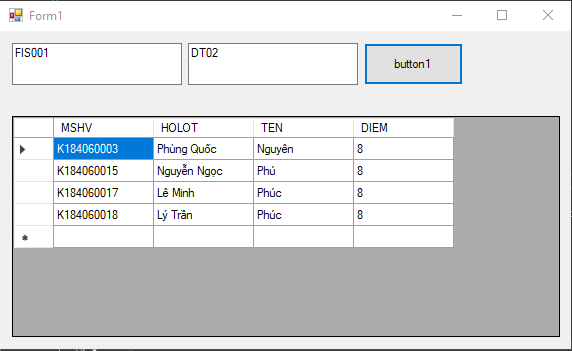 Form1
FIS001 DT02 button1
MSHV HOLOT TEN DIEM
K184060003 Phùng Quốc Nguyên 8
K184060015 Nguyễn Ngọc Phú 8
K184060017 Lê Minh Phúc 8
K184060018 Lý Trân Phúc 8